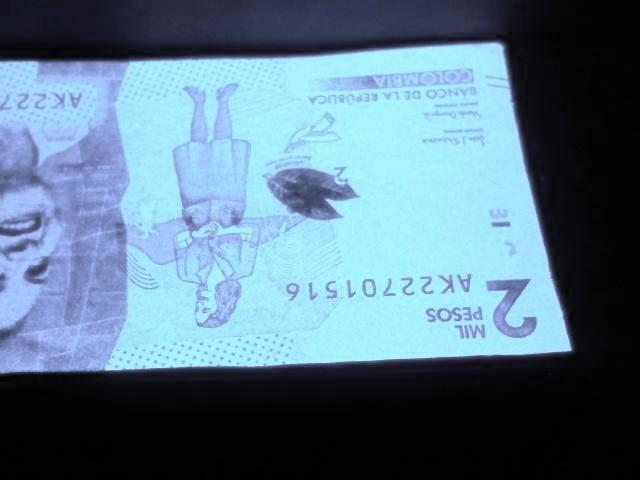 COLOMBIA
BANCO DE LA REPÚBLICA
AK22701516
2
MIL
PESOS
AK227
2